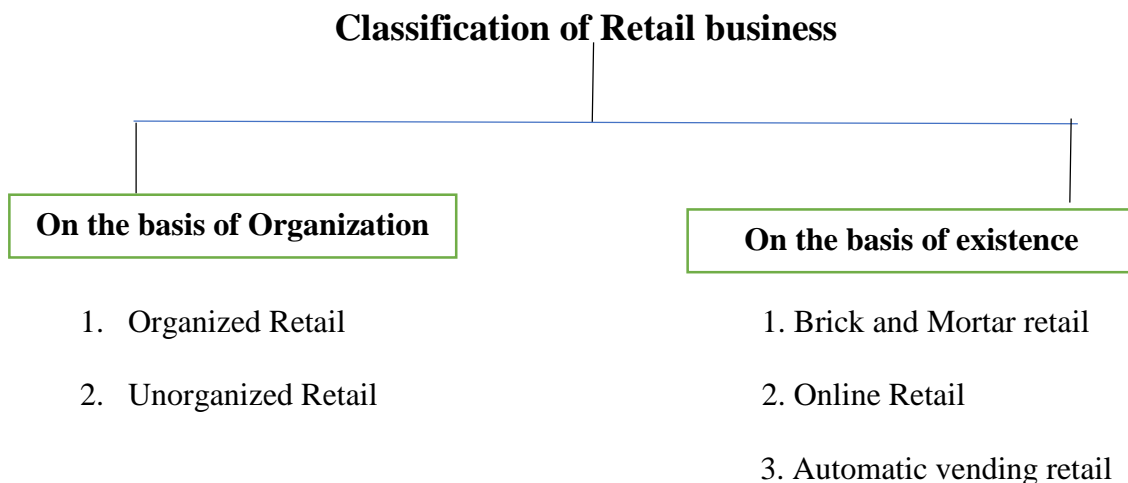 Classification of Retail business
On the basis of Organization
1. Organized Retail
2. Unorganized Retail
On the basis of existence
1. Brick and Mortar retail
2. Online Retail
3. Automatic vending retail